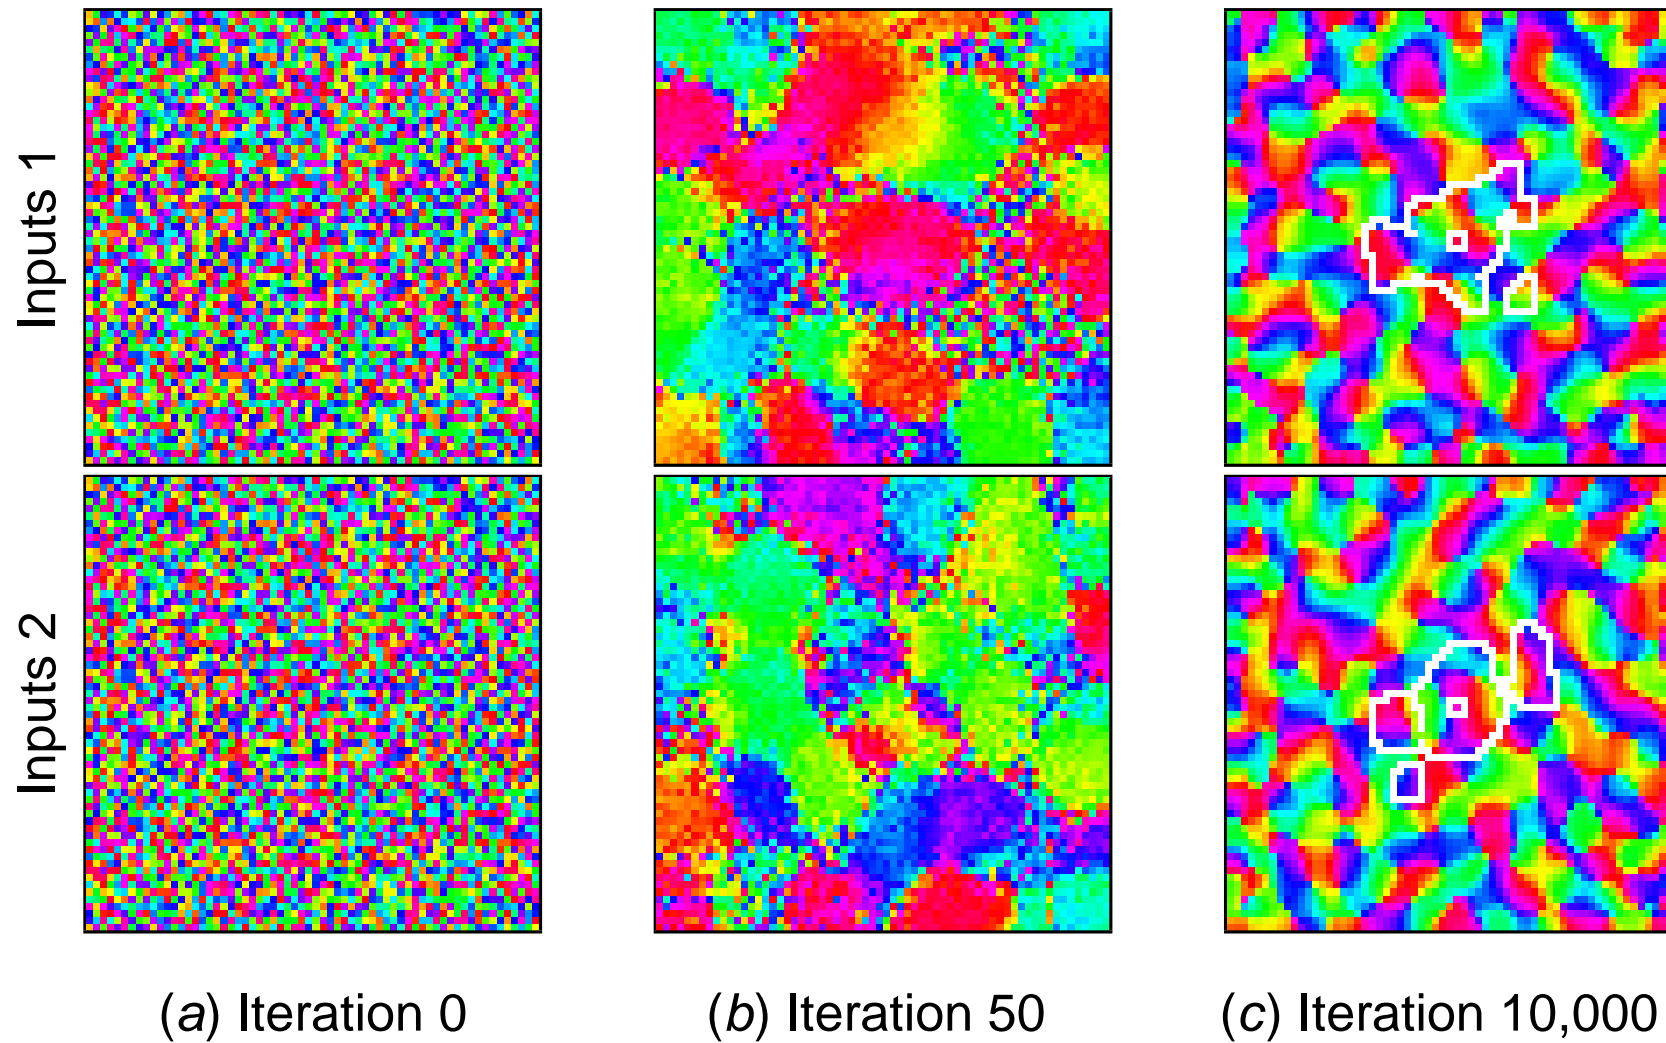 Inputs 1
Inputs 2
(a) Iteration 0
(b) Iteration 50
(c) Iteration 10,000